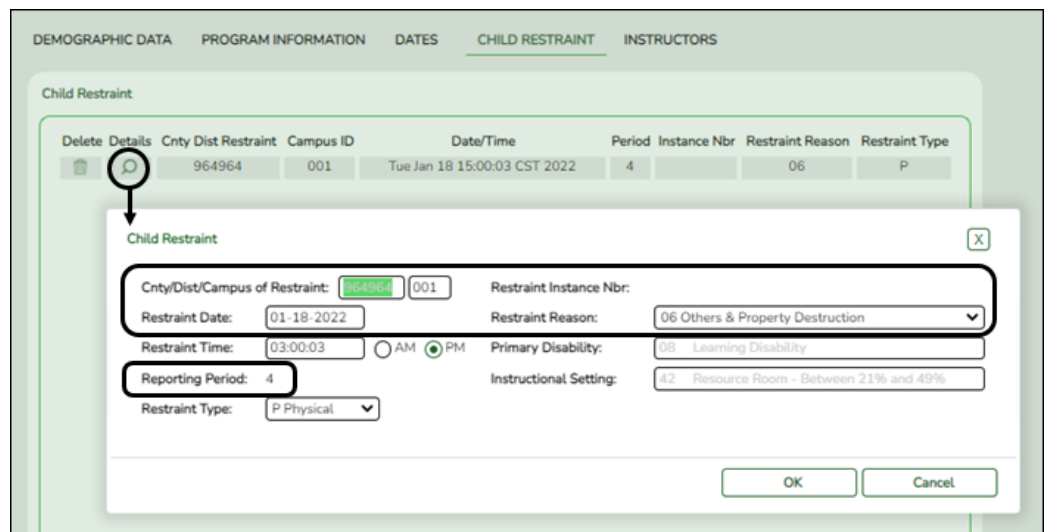 DEMOGRAPHIC DATA PROGRAM INFORMATION DATES CHILD RESTRAINT INSTRUCTORS
Child Restraint
Delete Details Cnty Dist Restraint Campus ID Date/Time Period Instance Nbr Restraint Reason Restraint Type
964964 001 Tue Jan 18 15:00:03 CST 2022 4 06 P
Child Restraint X
Cnty/Dist/Campus of Restraint: 964964 001 Restraint Instance Nbr:
Restraint Date: 01-18-2022 Restraint Reason: 06 Others & Property Destruction
Restraint Time: 03:00:03 AM PM Primary Disability: 08 Learning Disability
Reporting Period: 4 Instructional Setting: 42 Resource Room - Between 21% and 49%
Restraint Type: P Physical
OK Cancel